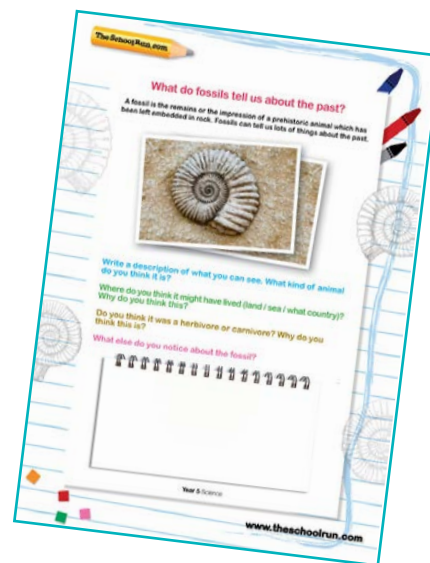 TheSchoolRun.com
What do fossils tell us about the past?
A fossil is the remains or the impression of a prehistoric animal which has
been left embedded in rock. Fossils can tell us lots of things about the past.
Write a description of what you can see. What kind of animal
do you think it is?
Where do you think it might have lived (land / sea / what country)?
Why do you think this?
Do you think it was a herbivore or carnivore? Why do you
think this is?
What else do you notice about the fossil?
Year 5 Science
www.theschoolrun.com